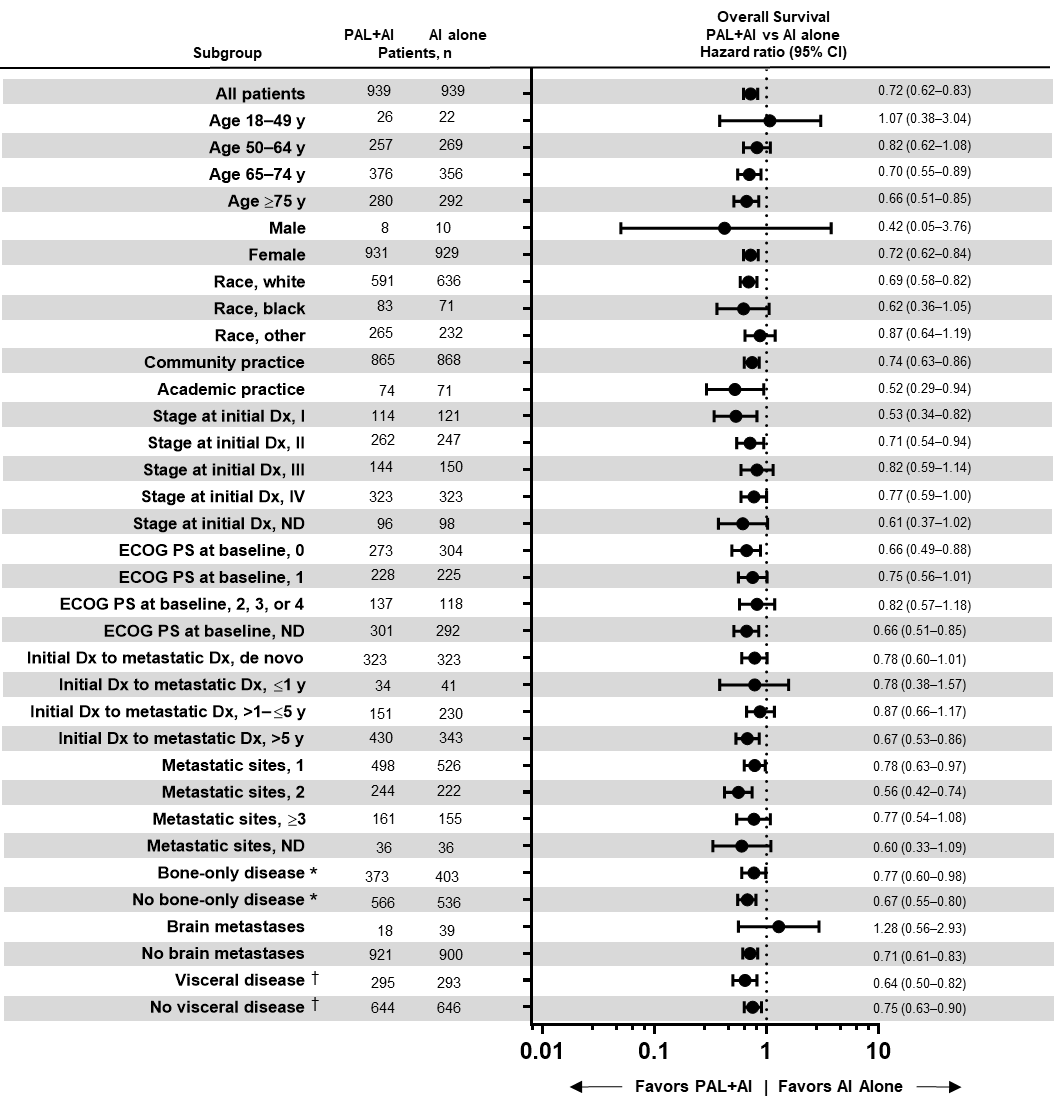 Overall Survival
PAL+AI AI alone PAL+AI vs AI alone
Subgroup Patients, n Hazard ratio (95% CI)
All patients 939 939 0.72 (0.62–0.83)
Age 18–49 y 26 22 1.07 (0.38–3.04)
Age 50–64 y 257 269 0.82 (0.62–1.08)
Age 65–74 y 376 356 0.70 (0.55–0.89)
Age ≥75 y 280 292 0.66 (0.51–0.85)
Male 8 10 0.42 (0.05–3.76)
Female 931 929 0.72 (0.62–0.84)
Race, white 591 636 0.69 (0.58–0.82)
Race, black 83 71 0.62 (0.36–1.05)
Race, other 265 232 0.87 (0.64–1.19)
Community practice 865 868 0.74 (0.63–0.86)
Academic practice 74 71 0.52 (0.29–0.94)
Stage at initial Dx, I 114 121 0.53 (0.34–0.82)
Stage at initial Dx, II 262 247 0.71 (0.54–0.94)
Stage at initial Dx, III 144 150 0.82 (0.59–1.14)
Stage at initial Dx, IV 323 323 0.77 (0.59–1.00)
Stage at initial Dx, ND 96 98 0.61 (0.37–1.02)
ECOG PS at baseline, 0 273 304 0.66 (0.49–0.88)
ECOG PS at baseline, 1 228 225 0.75 (0.56–1.01)
ECOG PS at baseline, 2, 3, or 4 137 118 0.82 (0.57–1.18)
ECOG PS at baseline, ND 301 292 0.66 (0.51–0.85)
Initial Dx to metastatic Dx, de novo 323 323 0.78 (0.60–1.01)
Initial Dx to metastatic Dx, ≤1 y 34 41 0.78 (0.38–1.57)
Initial Dx to metastatic Dx, >1–≤5 y 151 230 0.87 (0.66–1.17)
Initial Dx to metastatic Dx, >5 y 430 343 0.67 (0.53–0.86)
Metastatic sites, 1 498 526 0.78 (0.63–0.97)
Metastatic sites, 2 244 222 0.56 (0.42–0.74)
Metastatic sites, ≥3 161 155 0.77 (0.54–1.08)
Metastatic sites, ND 36 36 0.60 (0.33–1.09)
Bone-only disease * 373 403 0.77 (0.60–0.98)
No bone-only disease * 566 536 0.67 (0.55–0.80)
Brain metastases 18 39 1.28 (0.56–2.93)
No brain metastases 921 900 0.71 (0.61–0.83)
Visceral disease † 295 293 0.64 (0.50–0.82)
No visceral disease † 644 646 0.75 (0.63–0.90)
0.01 0.1 1 10
Favors PAL+AI | Favors AI Alone